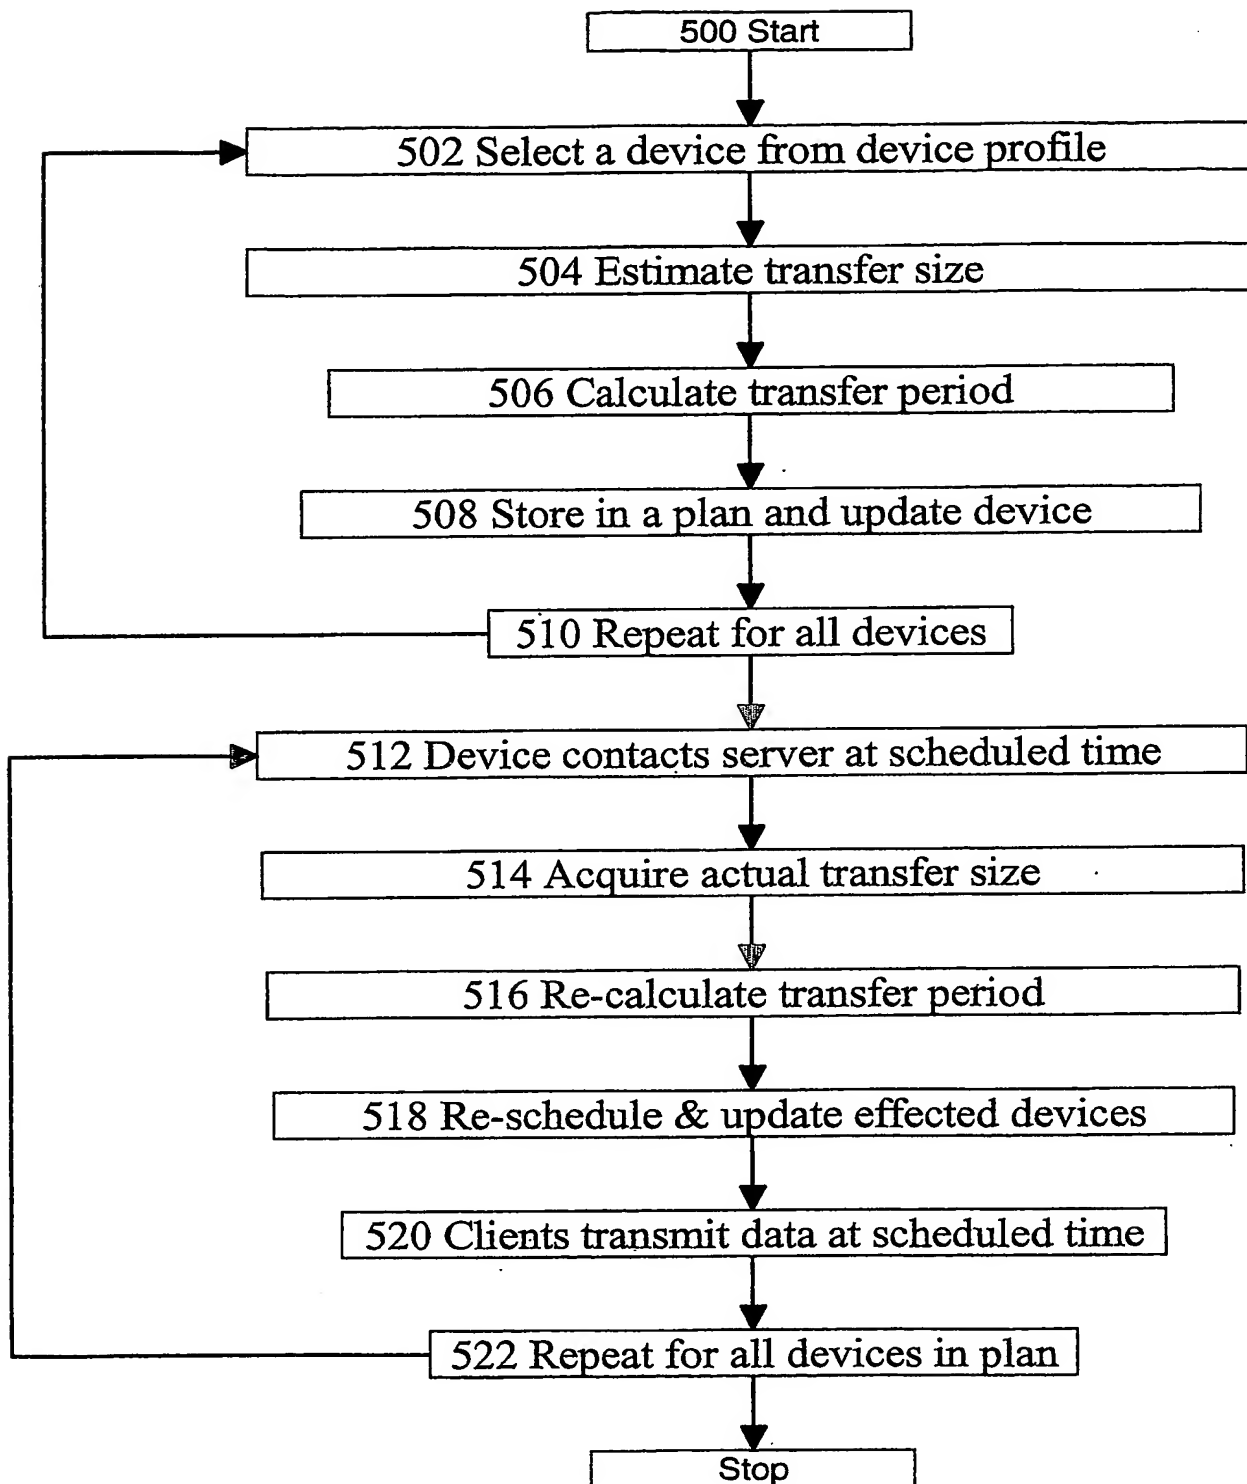 500 Start
502 Select a device from device profile
504 Estimate transfer size
506 Calculate transfer period
508 Store in a plan and update device
510 Repeat for all devices
512 Device contacts server at scheduled time
514 Acquire actual transfer size
516 Re-calculate transfer period
518 Re-schedule & update effected devices
520 Clients transmit data at scheduled time
522 Repeat for all devices in plan
Stop